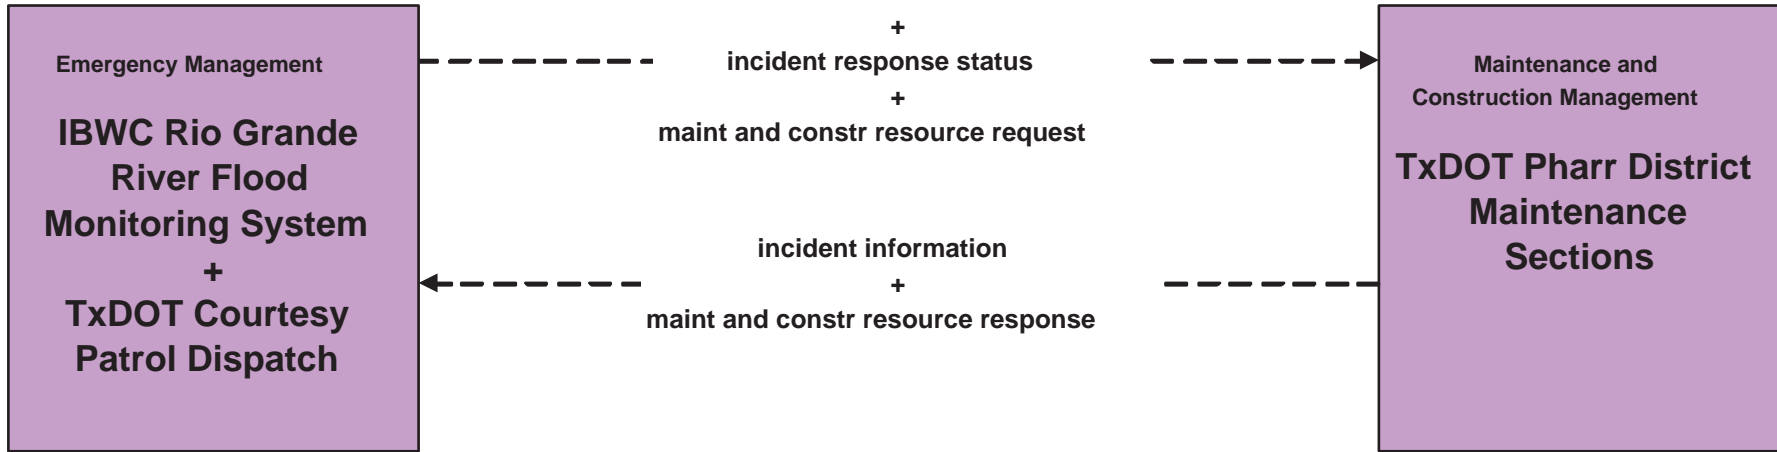 Emergency Management
IBWC Rio Grande
River Flood
Monitoring System
+
TxDOT Courtesy
Patrol Dispatch
+
incident response status
+
maint and constr resource request
incident information
+
maint and constr resource response
Maintenance and
Construction Management
TxDOT Pharr District
Maintenance
Sections